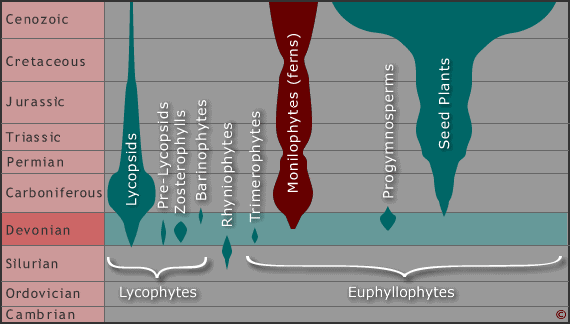 Cenozoic
Cretaceous
Jurassic
Triassic
Permian
Carboniferous
Devonian
Silurian
Ordovician
Cambrian
Lycopsids
Pre-Lycopsids
Zosterophylls
Barinophytes
Rhyniophytes
Trimerophytes
Monilophytes (ferns)
Progymnosperms
Seed Plants
Lycophytes
Euphyllophytes
©